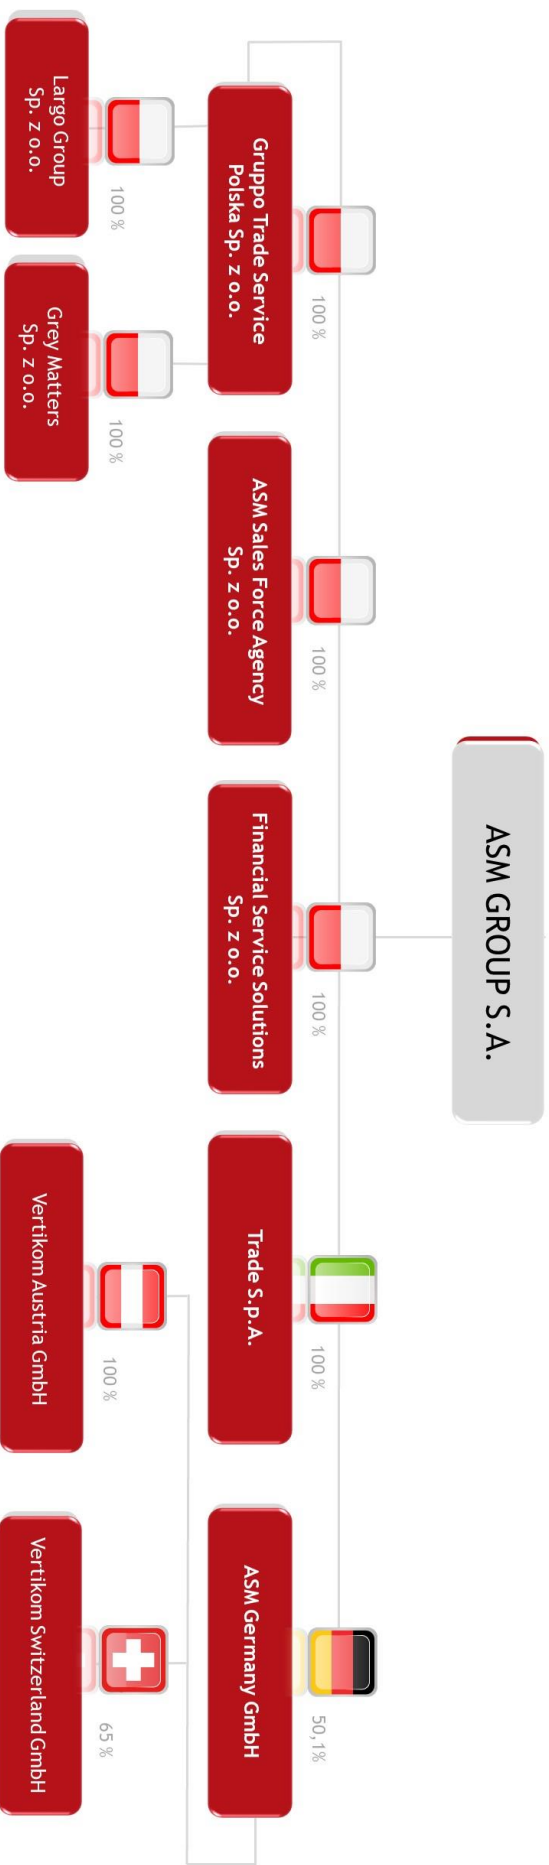 ASM GROUP S.A.
100 %
100 %
100 %
100 %
50,1%
Gruppo Trade Service
Polska Sp. z o.o.
ASM Sales Force Agency
Sp. z o.o.
Financial Service Solutions
Sp. z o.o.
Trade S.p.A.
ASM Germany GmbH
100 %
100 %
100 %
65 %
Largo Group
Sp. z o.o.
Grey Matters
Sp. z o.o.
Vertikom Austria GmbH
Vertikom Switzerland GmbH